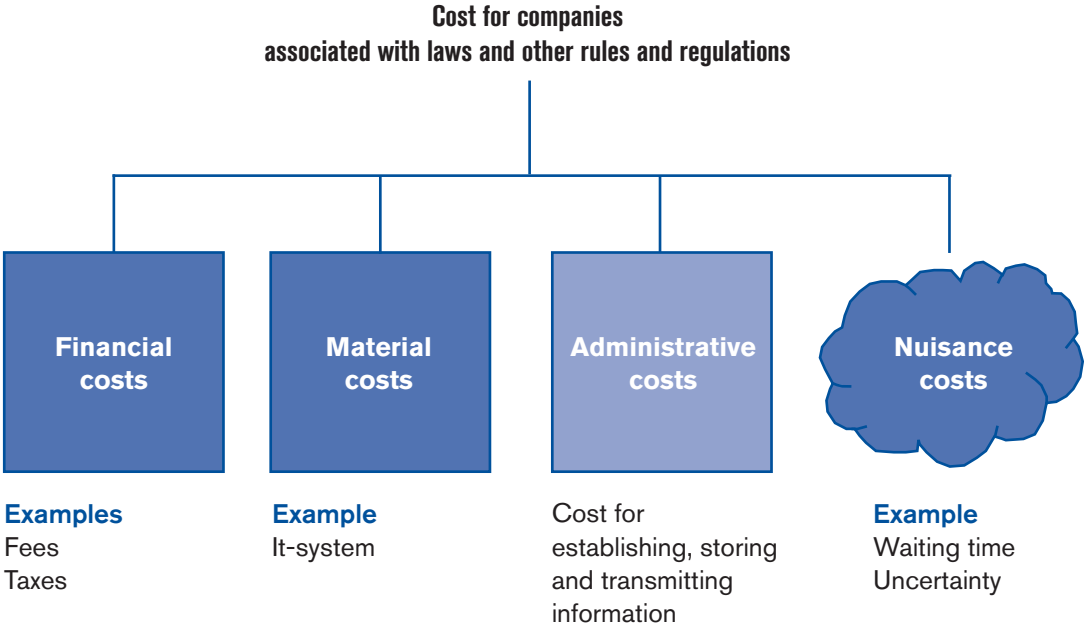 Cost for companies
associated with laws and other rules and regulations
Financial
costs
Material
costs
Administrative
costs
Nuisance
costs
Examples
Fees
Taxes
Example
It-system
Cost for
establishing, storing
and transmitting
information
Example
Waiting time
Uncertainty